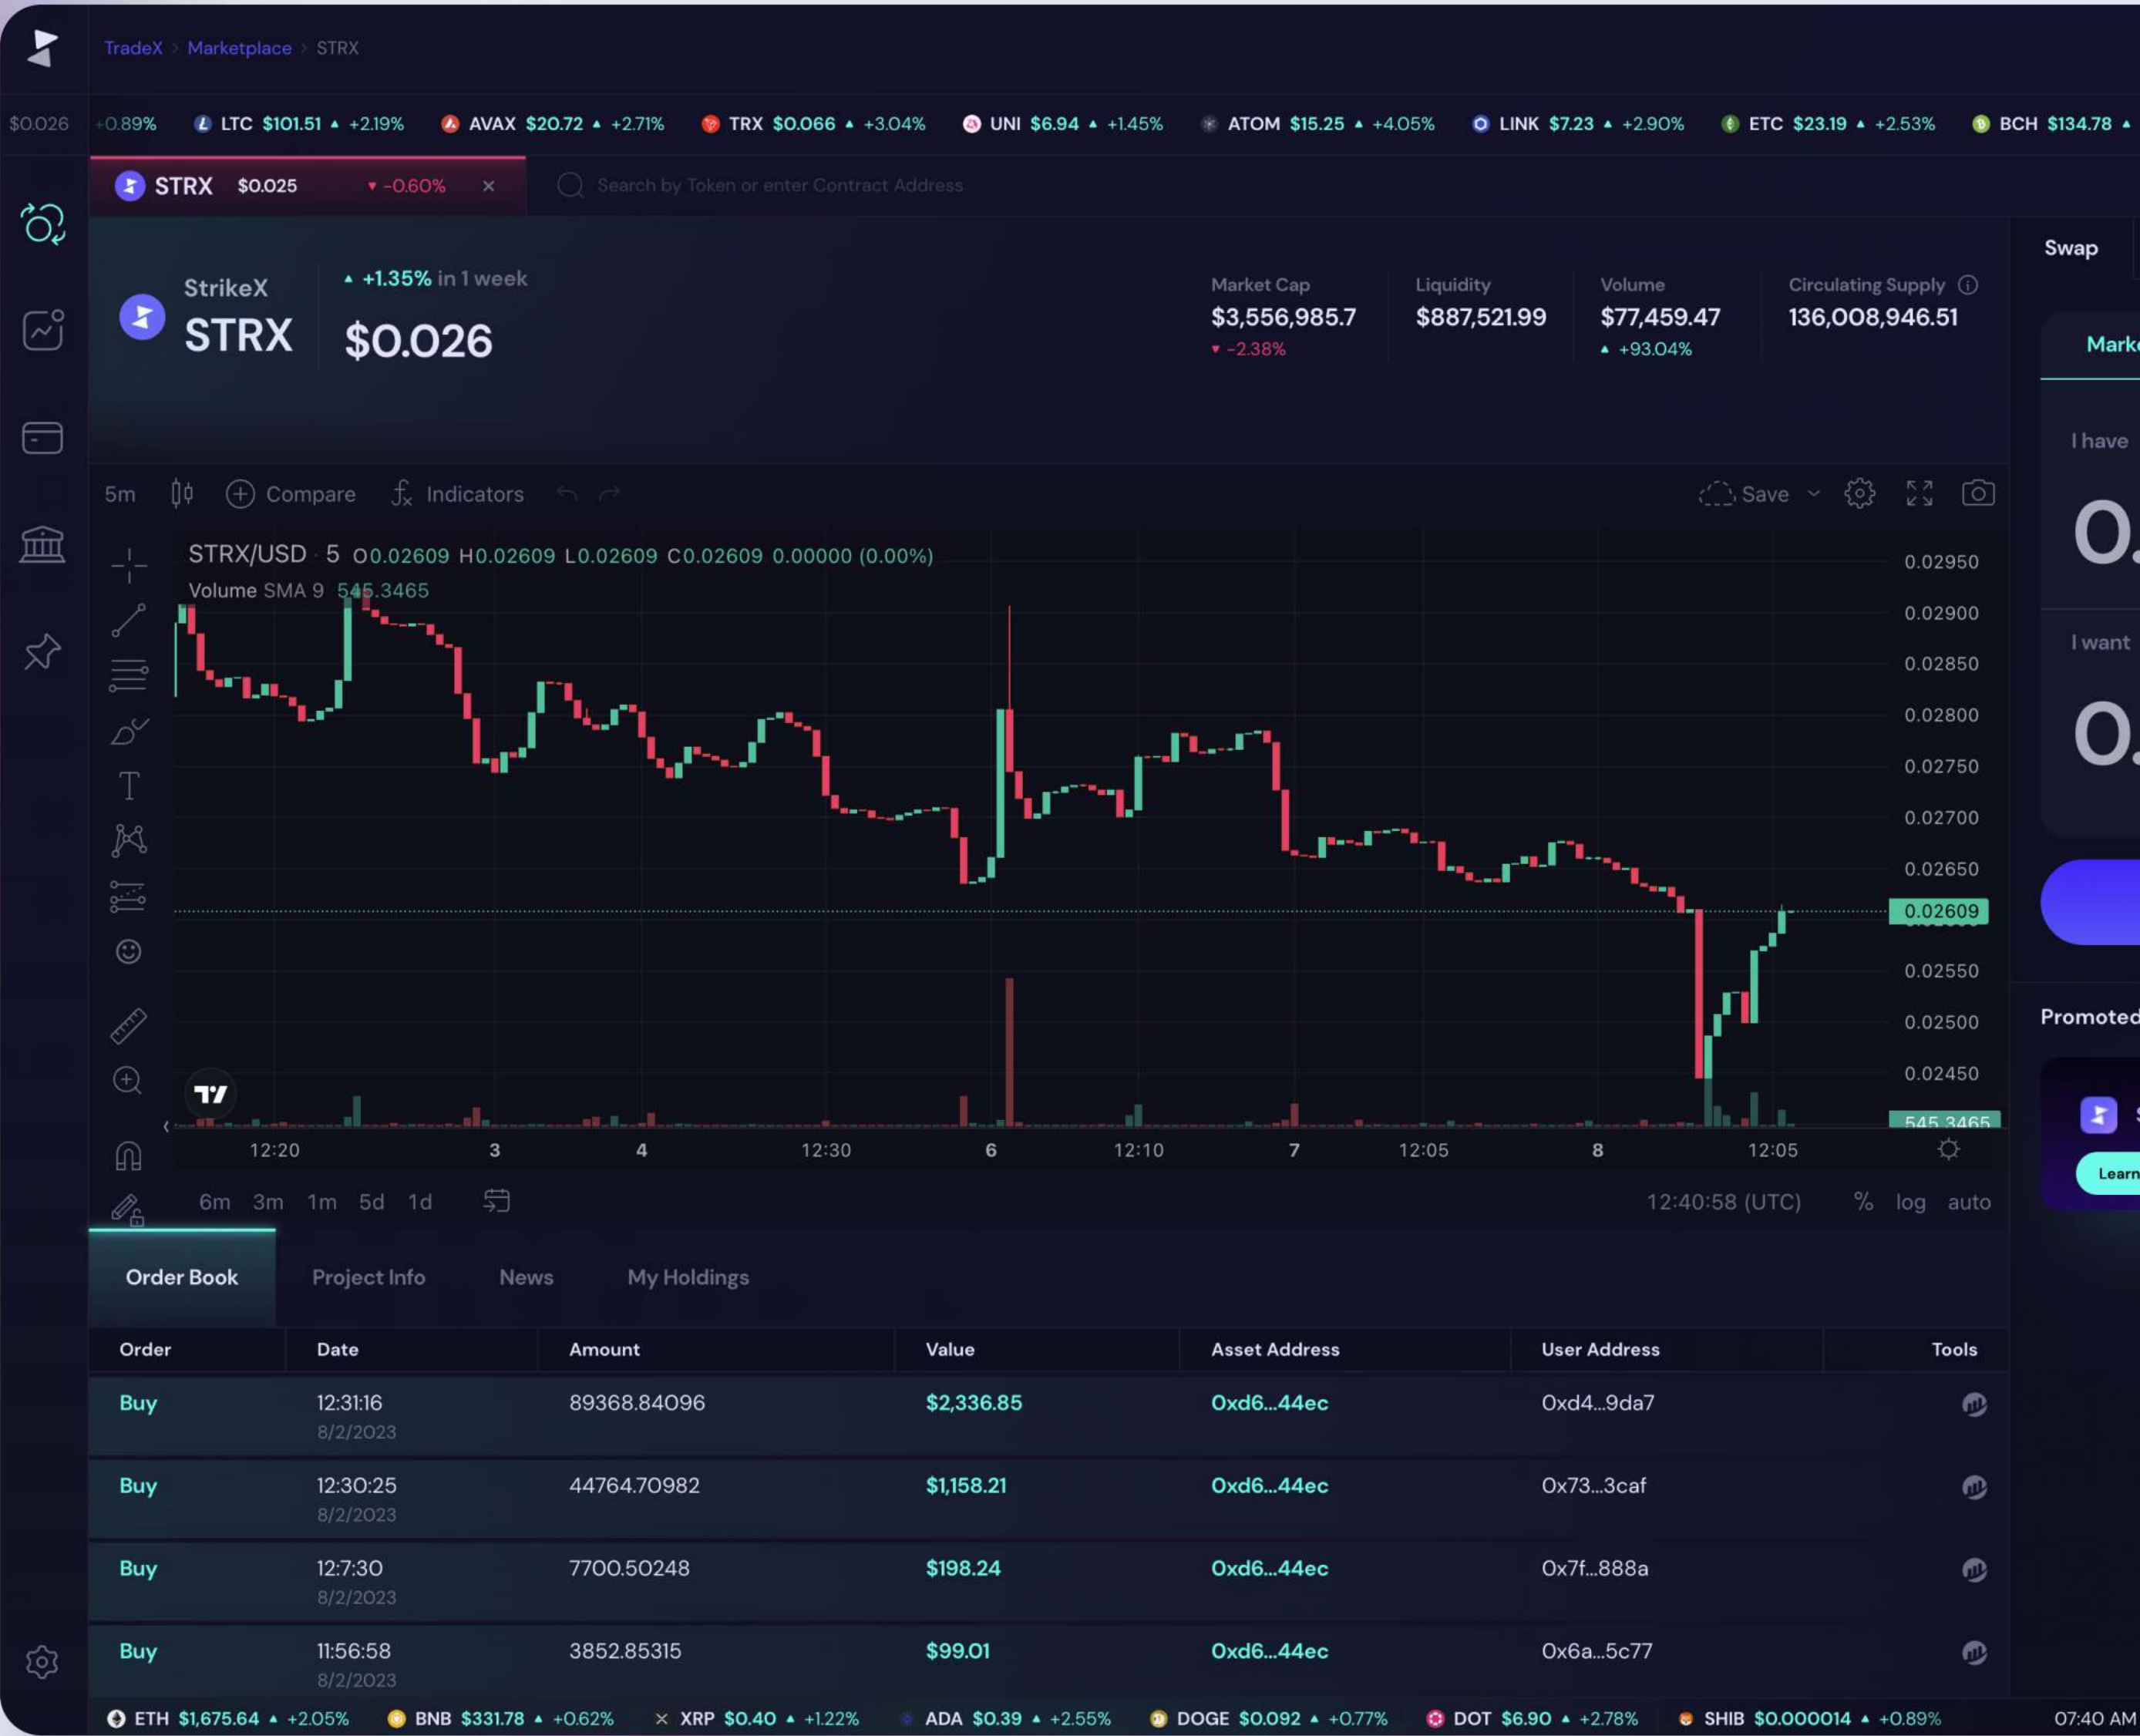 TradeX > Marketplace > STRX
$0.026 +0.89% LTC $101.51 ▲ +2.19% AVAX $20.72 ▲ +2.71% TRX $0.066 ▲ +3.04% UNI $6.94 ▲ +1.45% ATOM $15.25 ▲ +4.05% LINK $7.23 ▲ +2.90% ETC $23.19 ▲ +2.53% BCH $134.78 ▲
STRX $0.025 ▼ -0.60% × Search by Token or enter Contract Address
StrikeX
STRX
▲ +1.35% in 1 week
$0.026
Market Cap
$3,556,985.7
▼ -2.38%
Liquidity
$887,521.99
Volume
$77,459.47
▲ +93.04%
Circulating Supply
136,008,946.51
Swap
I have
0.
I want
0.
5m Compare Indicators Save
STRX/USD · 5 O0.02609 H0.02609 L0.02609 C0.02609 0.00000 (0.00%)
Volume SMA 9 545.3465
0.02950
0.02900
0.02850
0.02800
0.02750
0.02700
0.02650
0.02609
0.02550
0.02500
0.02450
545.3465
12:20 3 4 12:30 6 12:10 7 12:05 8 12:05
6m 3m 1m 5d 1d 12:40:58 (UTC) % log auto
Promoted
Learn
Order Book Project Info News My Holdings
Order Date Amount Value Asset Address User Address Tools
Buy 12:31:16 89368.84096 $2,336.85 0xd6...44ec 0xd4...9da7
8/2/2023
Buy 12:30:25 44764.70982 $1,158.21 0xd6...44ec 0x73...3caf
8/2/2023
Buy 12:7:30 7700.50248 $198.24 0xd6...44ec 0x7f...888a
8/2/2023
Buy 11:56:58 3852.85315 $99.01 0xd6...44ec 0x6a...5c77
8/2/2023
ETH $1,675.64 ▲ +2.05% BNB $331.78 ▲ +0.62% XRP $0.40 ▲ +1.22% ADA $0.39 ▲ +2.55% DOGE $0.092 ▲ +0.77% DOT $6.90 ▲ +2.78% SHIB $0.000014 ▲ +0.89% 07:40 AM